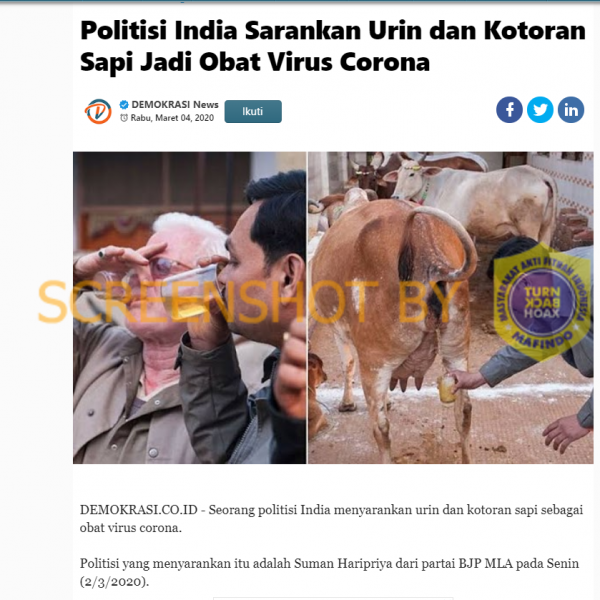 Politisi India Sarankan Urin dan Kotoran
Sapi Jadi Obat Virus Corona
DEMOKRASI News
Rabu, Maret 04, 2020
Ikuti
SCREENSHOT BY
MASYARAKAT ANTI FITNAH INDONESIA
TURN
BACK
HOAX
MAFINDO
DEMOKRASI.CO.ID - Seorang politisi India menyarankan urin dan kotoran sapi sebagai
obat virus corona.
Politisi yang menyarankan itu adalah Suman Haripriya dari partai BJP MLA pada Senin
(2/3/2020).